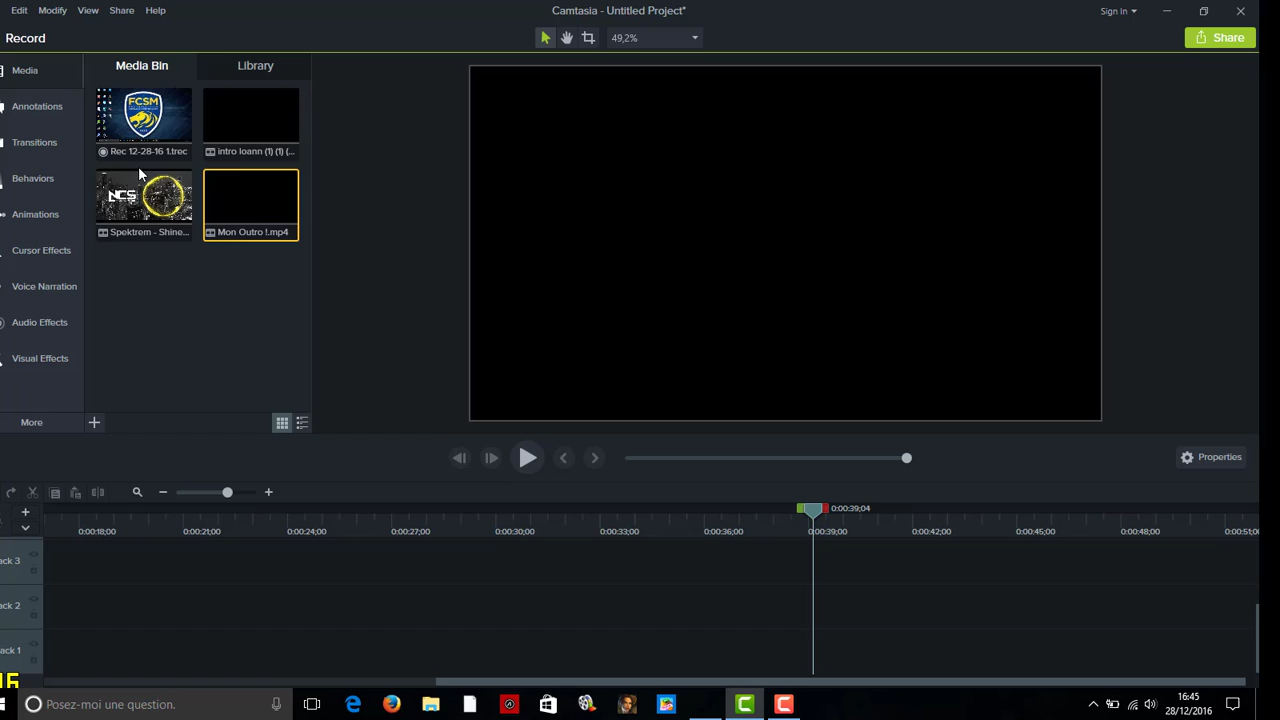 Edit Modify View Share Help
Camtasia - Untitled Project*
Sign In
Record
49,2%
Share
Media
Annotations
Transitions
Behaviors
Animations
Cursor Effects
Voice Narration
Audio Effects
Visual Effects
More
Media Bin
Library
FCSM
Rec 12-28-16 1.trec
intro Ioann (1) (1) (...
NCS
Spektrem - Shine...
Mon Outro !.mp4
Properties
0:00:39;04
0:00:18;00 0:00:21;00 0:00:24;00 0:00:27;00 0:00:30;00 0:00:33;00 0:00:36;00 0:00:39;00 0:00:42;00 0:00:45;00 0:00:48;00 0:00:51;0
ack 3
ack 2
ack 1
16
Posez-moi une question.
16:45
28/12/2016